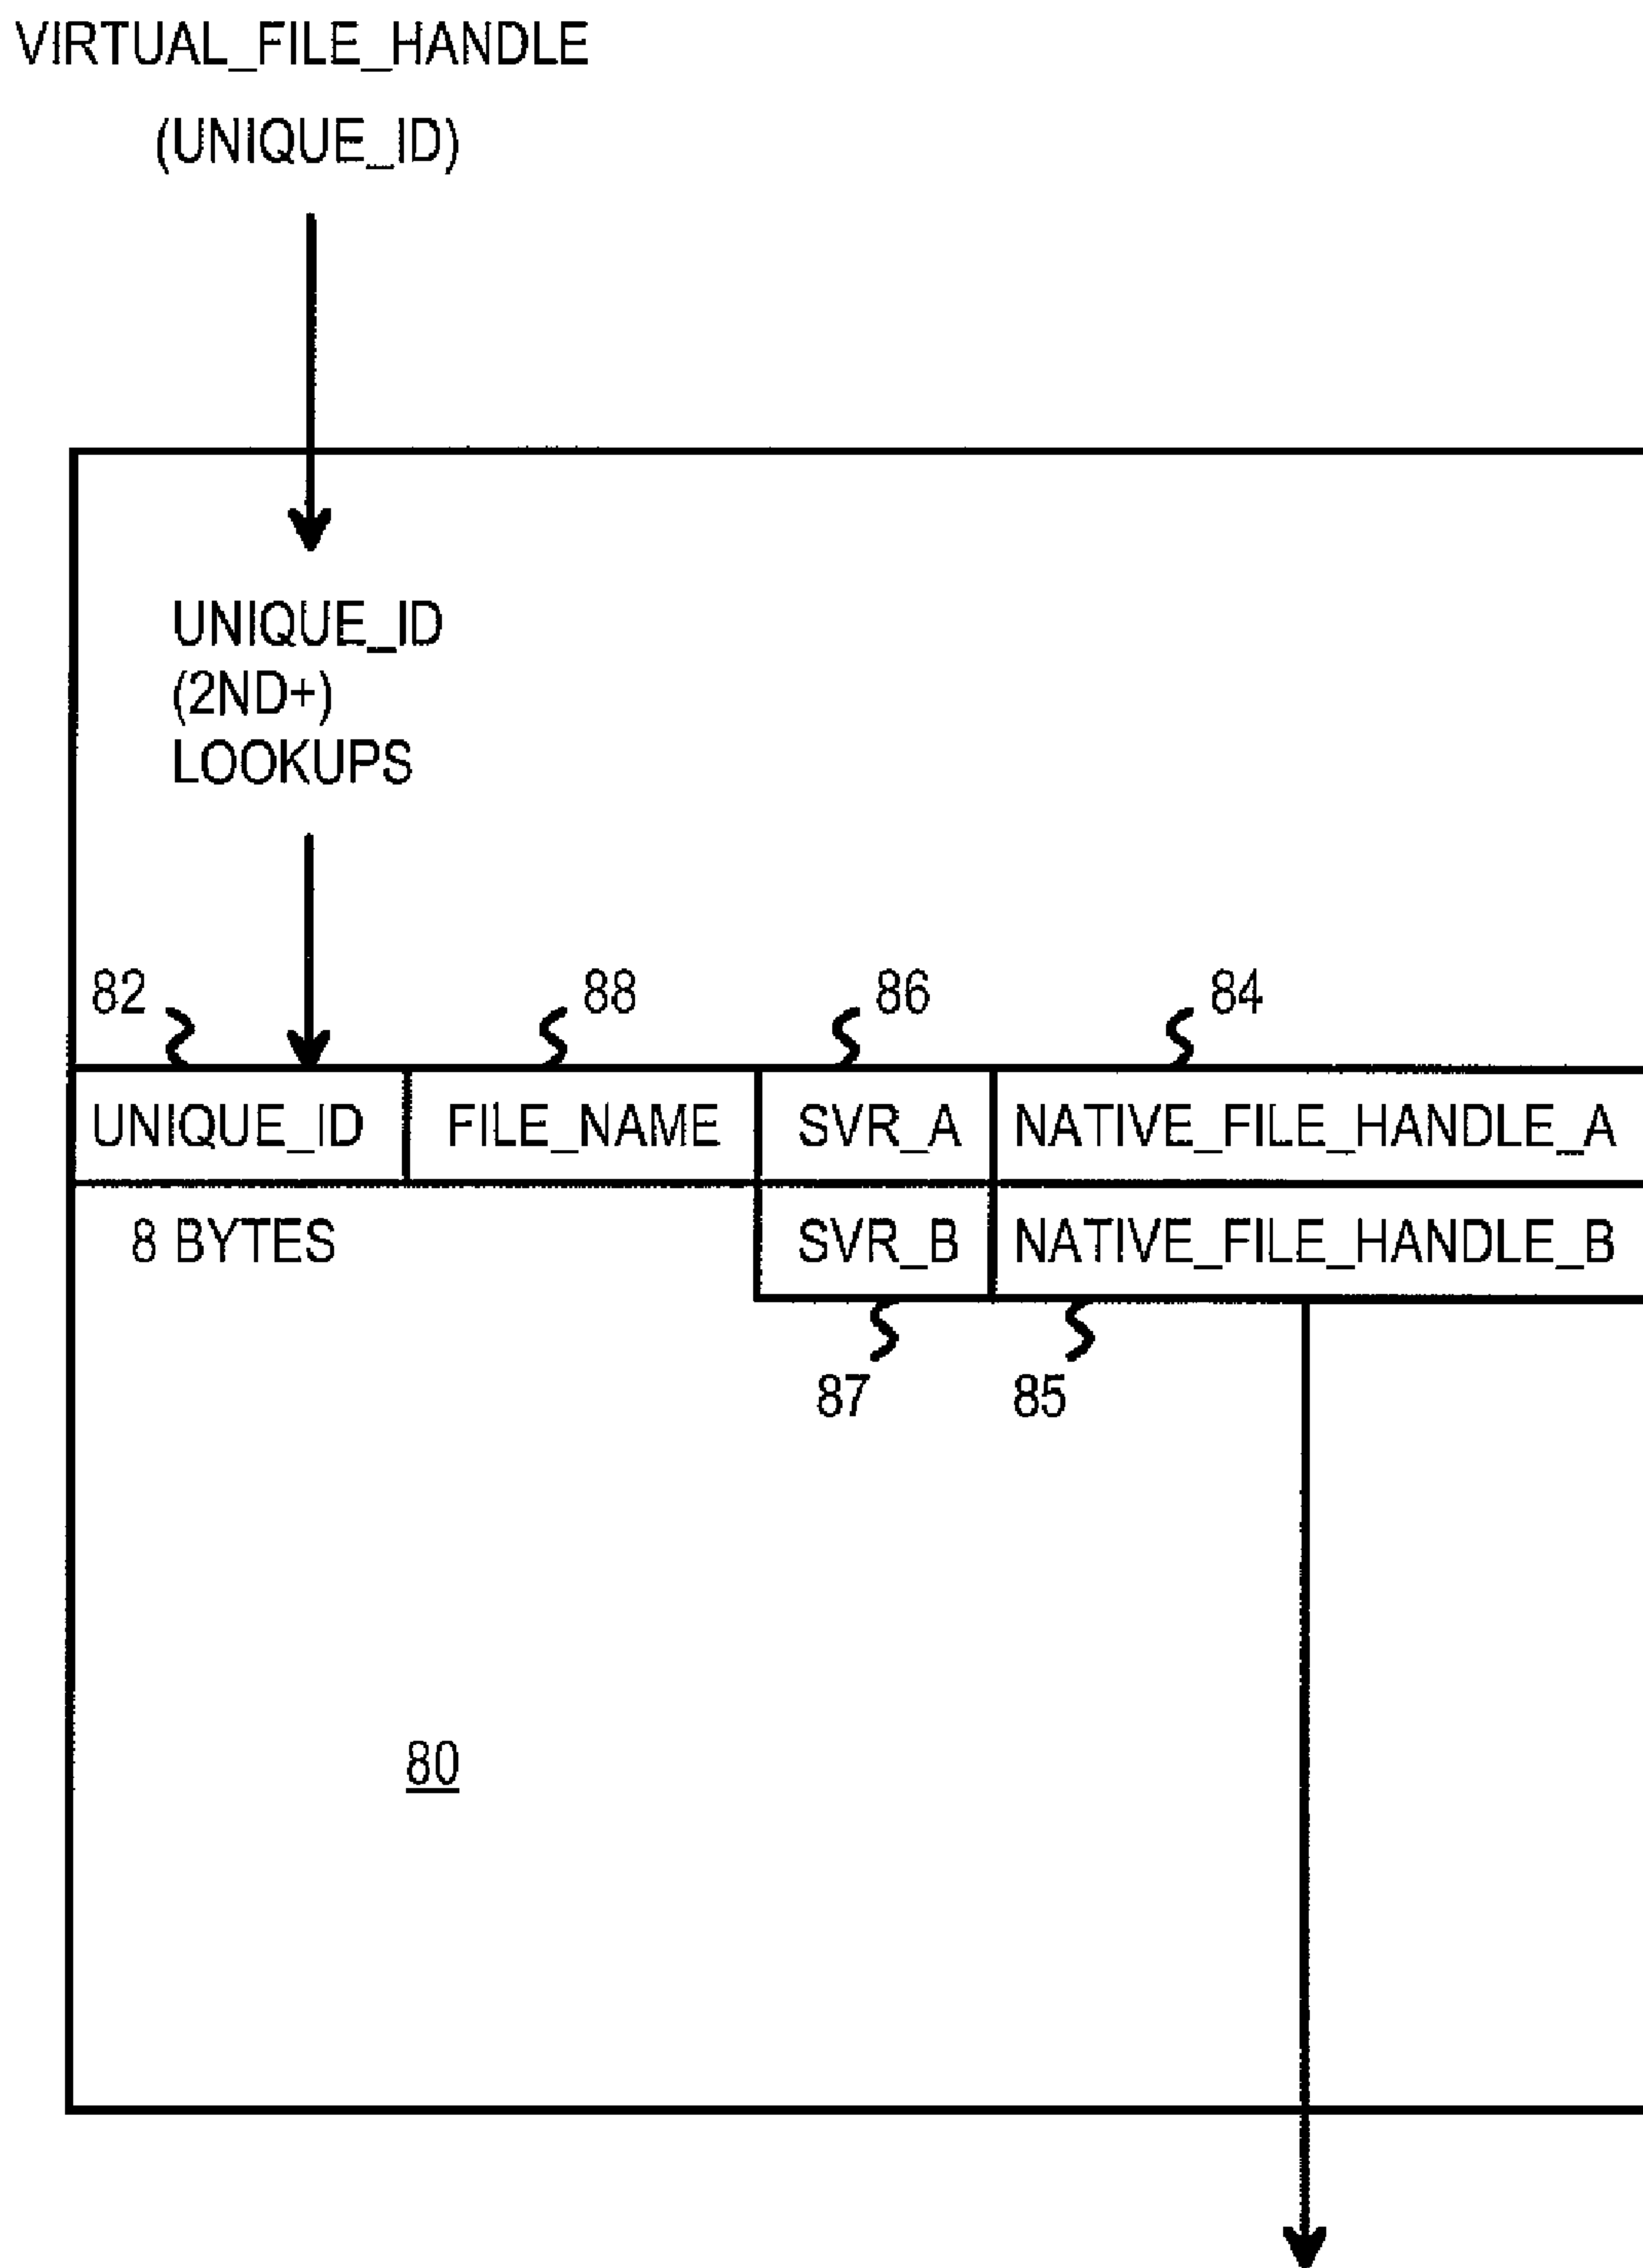 VIRTUAL_FILE_HANDLE
(UNIQUE_ID)
UNIQUE_ID
(2ND+)
LOOKUPS
82 88 86 84
UNIQUE_ID FILE_NAME SVR_A NATIVE_FILE_HANDLE_A
8 BYTES SVR_B NATIVE_FILE_HANDLE_B
87 85
80